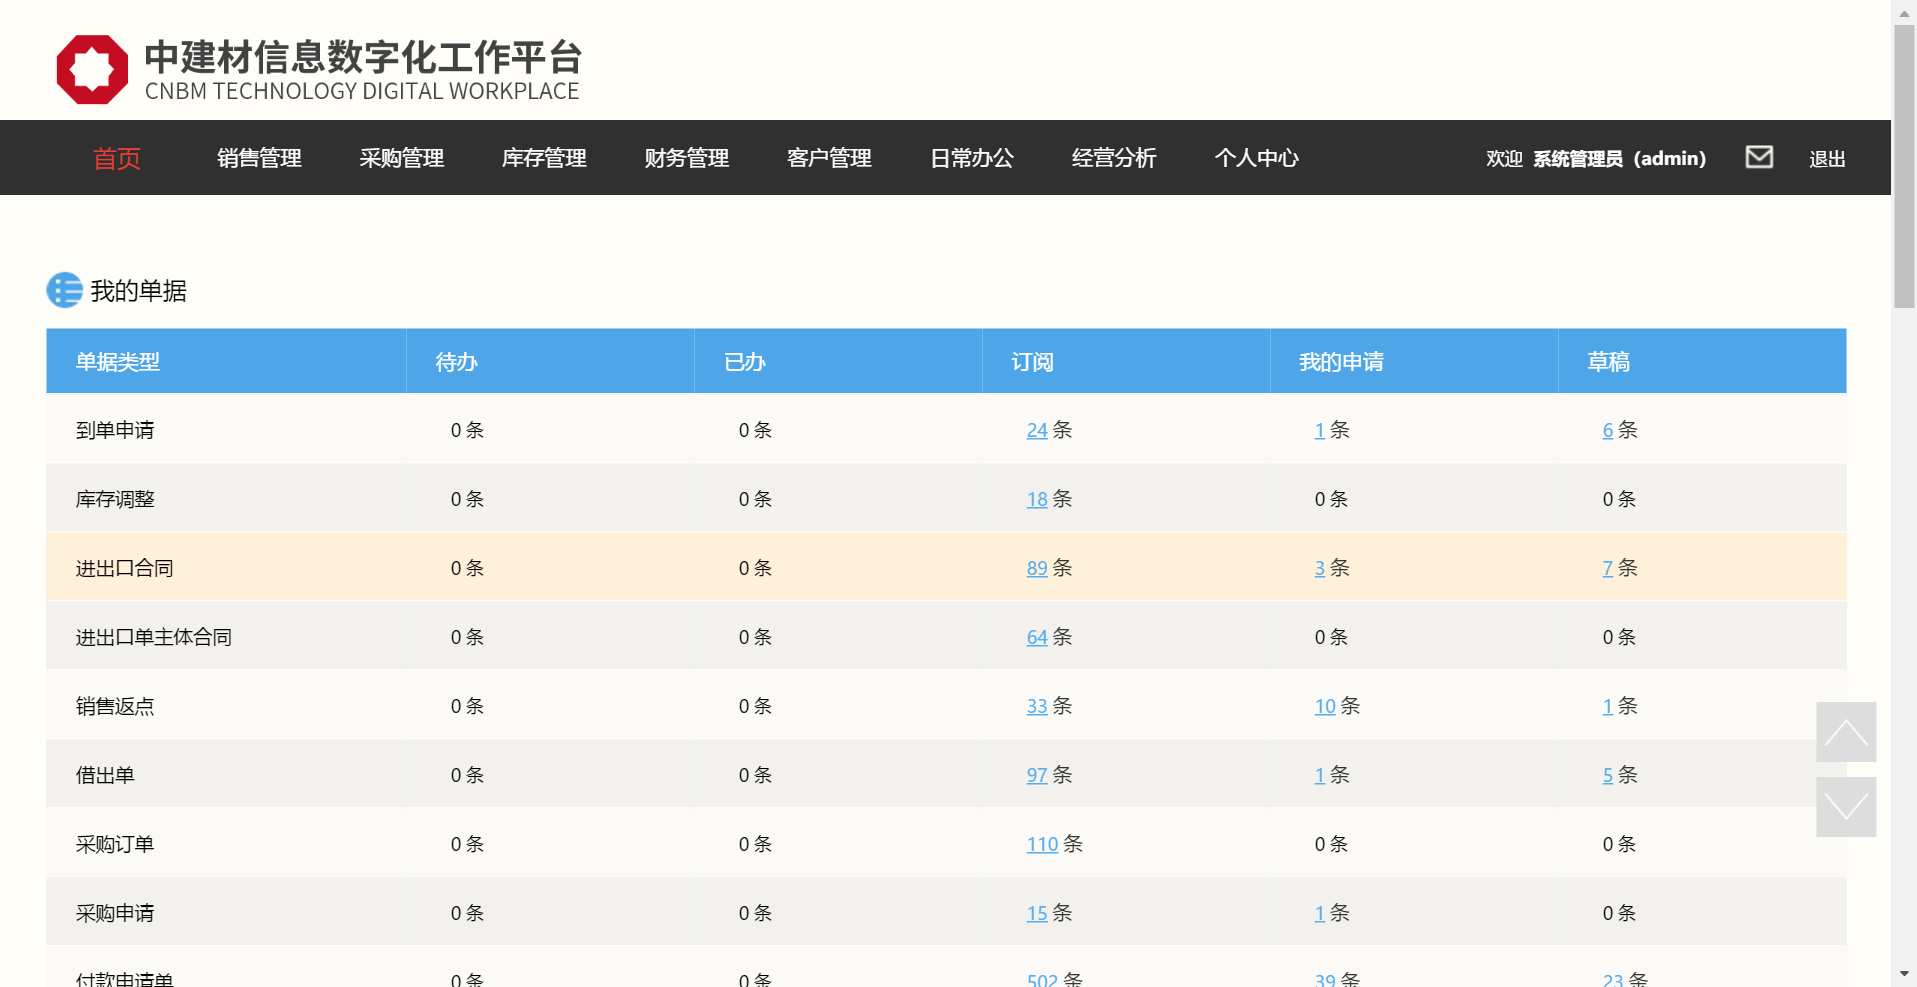 中建材信息数字化工作平台
CNBM TECHNOLOGY DIGITAL WORKPLACE
首页 销售管理 采购管理 库存管理 财务管理 客户管理 日常办公 经营分析 个人中心 欢迎 系统管理员（admin） 退出
我的单据
单据类型 待办 已办 订阅 我的申请 草稿
到单申请 0 条 0 条 24 条 1 条 6 条
库存调整 0 条 0 条 18 条 0 条 0 条
进出口合同 0 条 0 条 89 条 3 条 7 条
进出口单主体合同 0 条 0 条 64 条 0 条 0 条
销售返点 0 条 0 条 33 条 10 条 1 条
借出单 0 条 0 条 97 条 1 条 5 条
采购订单 0 条 0 条 110 条 0 条 0 条
采购申请 0 条 0 条 15 条 1 条 0 条
付款申请单 0 条 0 条 502 条 39 条 23 条